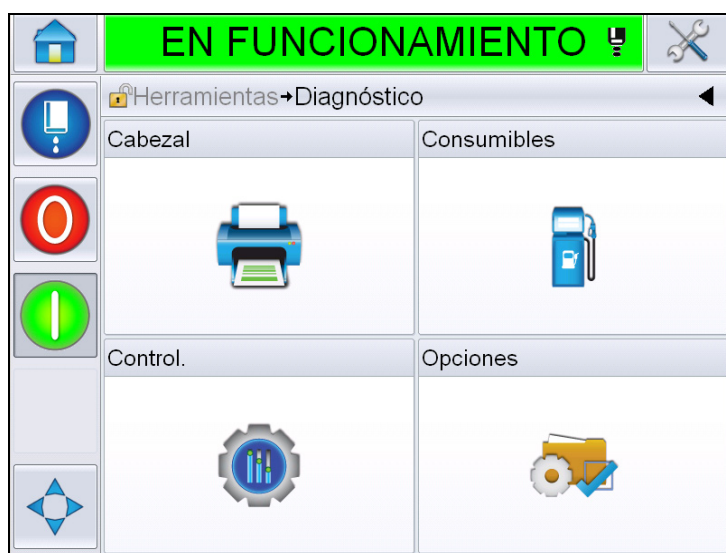 EN FUNCIONAMIENTO
Herramientas→Diagnóstico
Cabezal
Consumibles
Control.
Opciones